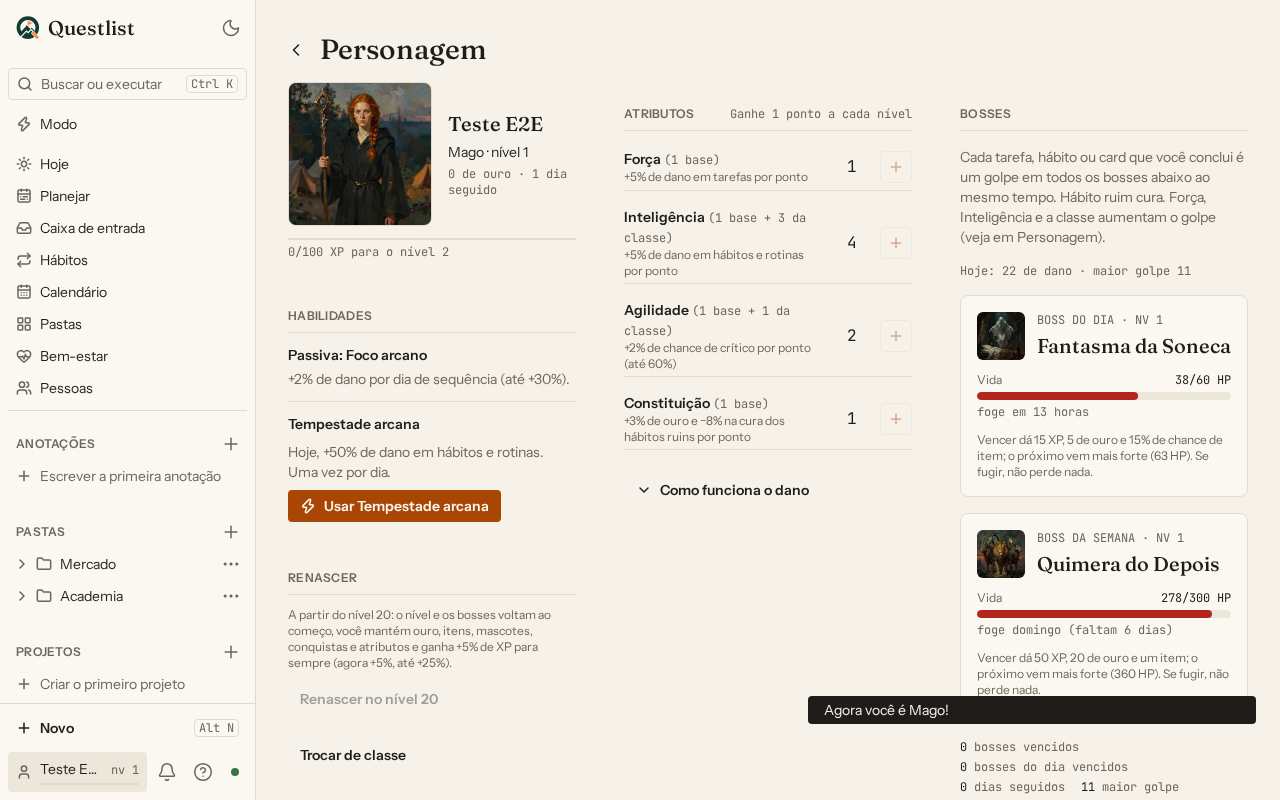 Questlist
Buscar ou executar Ctrl K
Modo
Hoje
Planejar
Caixa de entrada
Hábitos
Calendário
Pastas
Bem-estar
Pessoas
ANOTAÇÕES
Escrever a primeira anotação
PASTAS
Mercado
Academia
PROJETOS
Criar o primeiro projeto
Novo Alt N
Teste E... nv 1
Personagem
Teste E2E
Mago · nível 1
0 de ouro · 1 dia
seguido
0/100 XP para o nível 2
HABILIDADES
Passiva: Foco arcano
+2% de dano por dia de sequência (até +30%).
Tempestade arcana
Hoje, +50% de dano em hábitos e rotinas.
Uma vez por dia.
Usar Tempestade arcana
RENASCER
A partir do nível 20: o nível e os bosses voltam ao
começo, você mantém ouro, itens, mascotes,
conquistas e atributos e ganha +5% de XP para
sempre (agora +5%, até +25%).
Renascer no nível 20
Trocar de classe
ATRIBUTOS Ganhe 1 ponto a cada nível
Força (1 base)
+5% de dano em tarefas por ponto
1
Inteligência (1 base + 3 da
classe)
+5% de dano em hábitos e rotinas
por ponto
4
Agilidade (1 base + 1 da
classe)
+2% de chance de crítico por ponto
(até 60%)
2
Constituição (1 base)
+3% de ouro e −8% na cura dos
hábitos ruins por ponto
1
Como funciona o dano
BOSSES
Cada tarefa, hábito ou card que você conclui é
um golpe em todos os bosses abaixo ao
mesmo tempo. Hábito ruim cura. Força,
Inteligência e a classe aumentam o golpe
(veja em Personagem).
Hoje: 22 de dano · maior golpe 11
BOSS DO DIA · NV 1
Fantasma da Soneca
Vida 38/60 HP
foge em 13 horas
Vencer dá 15 XP, 5 de ouro e 15% de chance de
item; o próximo vem mais forte (63 HP). Se
fugir, não perde nada.
BOSS DA SEMANA · NV 1
Quimera do Depois
Vida 278/300 HP
foge domingo (faltam 6 dias)
Vencer dá 50 XP, 20 de ouro e um item; o
próximo vem mais forte (360 HP). Se fugir, não
perde nada.
Agora você é Mago!
0 bosses vencidos
0 bosses do dia vencidos
0 dias seguidos 11 maior golpe